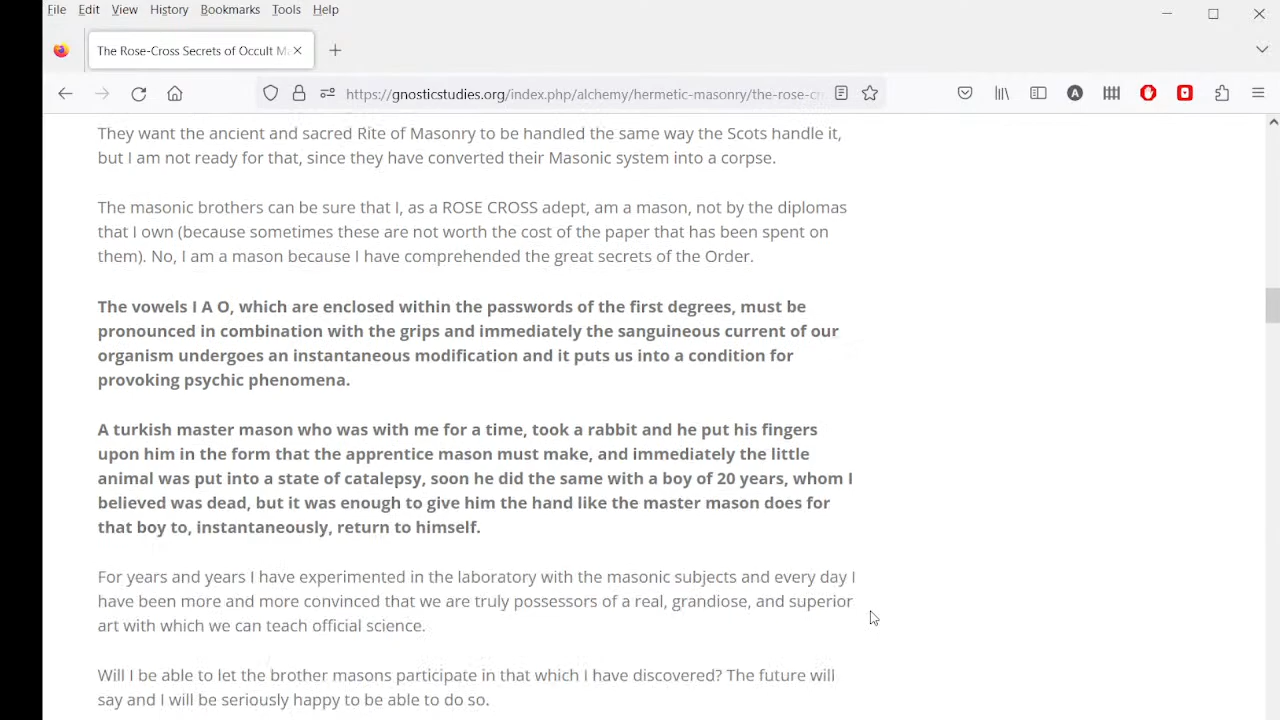 File Edit View History Bookmarks Tools Help
The Rose-Cross Secrets of Occult Ma
https://gnosticstudies.org/index.php/alchemy/hermetic-masonry/the-rose-cr
They want the ancient and sacred Rite of Masonry to be handled the same way the Scots handle it,
but I am not ready for that, since they have converted their Masonic system into a corpse.
The masonic brothers can be sure that I, as a ROSE CROSS adept, am a mason, not by the diplomas
that I own (because sometimes these are not worth the cost of the paper that has been spent on
them). No, I am a mason because I have comprehended the great secrets of the Order.
The vowels I A O, which are enclosed within the passwords of the first degrees, must be
pronounced in combination with the grips and immediately the sanguineous current of our
organism undergoes an instantaneous modification and it puts us into a condition for
provoking psychic phenomena.
A turkish master mason who was with me for a time, took a rabbit and he put his fingers
upon him in the form that the apprentice mason must make, and immediately the little
animal was put into a state of catalepsy, soon he did the same with a boy of 20 years, whom I
believed was dead, but it was enough to give him the hand like the master mason does for
that boy to, instantaneously, return to himself.
For years and years I have experimented in the laboratory with the masonic subjects and every day I
have been more and more convinced that we are truly possessors of a real, grandiose, and superior
art with which we can teach official science.
Will I be able to let the brother masons participate in that which I have discovered? The future will
say and I will be seriously happy to be able to do so.